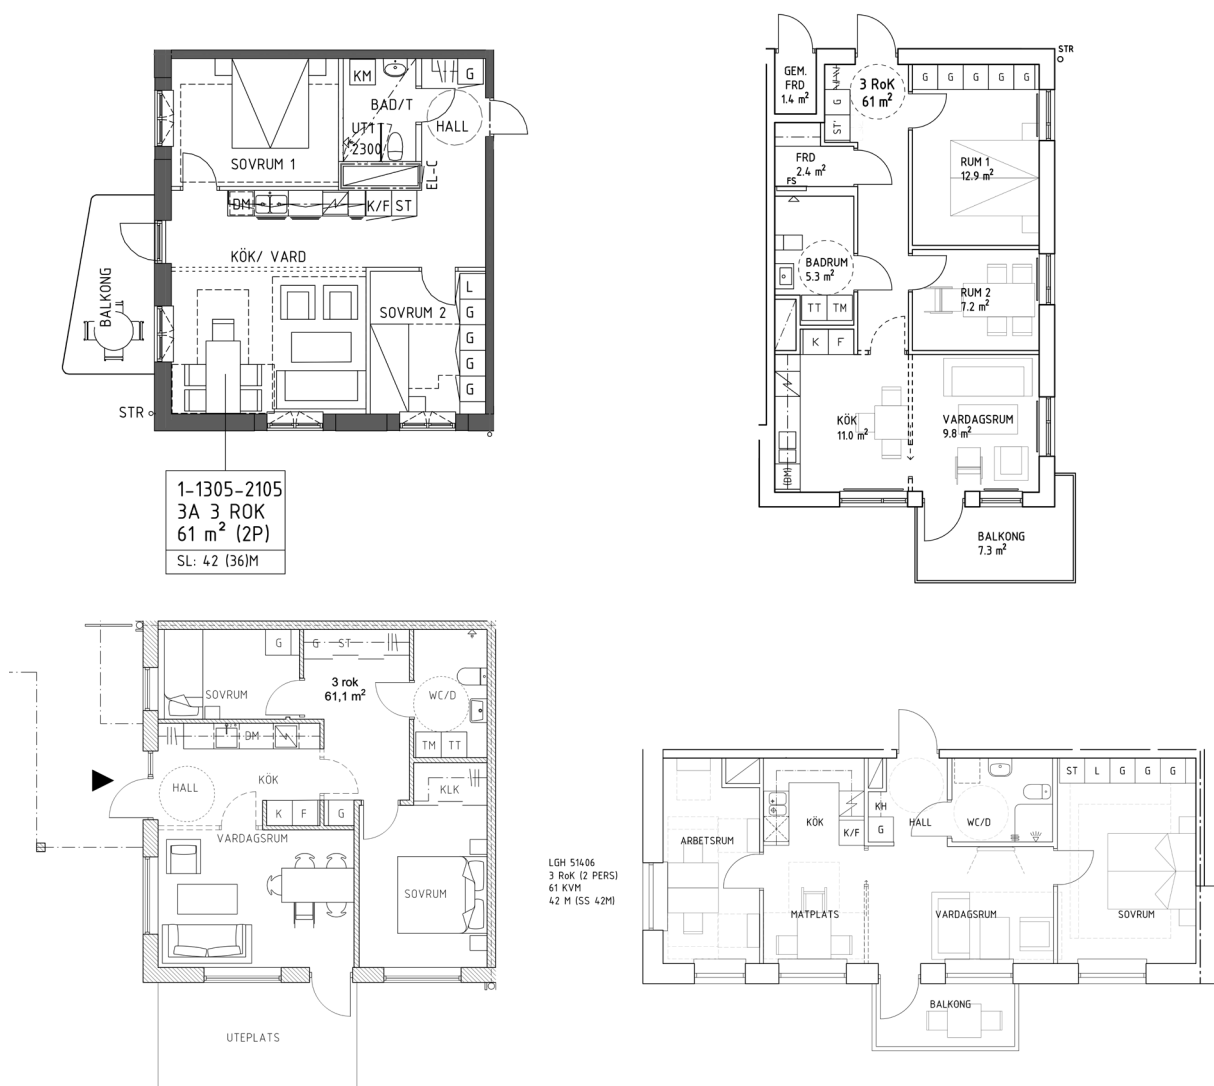 KM
G
BAD/T
UTTT
2300
HALL
SOVRUM 1
EL-C
DM
K/F
ST
KÖK/ VARD
BALKONG
L
G
G
G
G
SOVRUM 2
STR
1-1305-2105
3A 3 ROK
61 m² (2P)
SL: 42 (36)M
STR
GEM.
FRD
1.4 m²
3 RoK
61 m²
G
G
G
G
G
G
ST
FRD
2.4 m²
FS
RUM 1
12.9 m²
BADRUM
5.3 m²
TT
TM
RUM 2
7.2 m²
K
F
KÖK
11.0 m²
VARDAGSRUM
9.8 m²
(DM)
BALKONG
7.3 m²
G
G
ST
SOVRUM
3 rok
61,1 m²
WC/D
DM
TM
TT
HALL
KÖK
KLK
K
F
G
VARDAGSRUM
SOVRUM
UTEPLATS
LGH 51406
3 RoK (2 PERS)
61 KVM
42 M (SS 42M)
ST
L
G
G
G
KH
G
K/F
KÖK
HALL
WC/D
ARBETSRUM
MATPLATS
VARDAGSRUM
SOVRUM
BALKONG